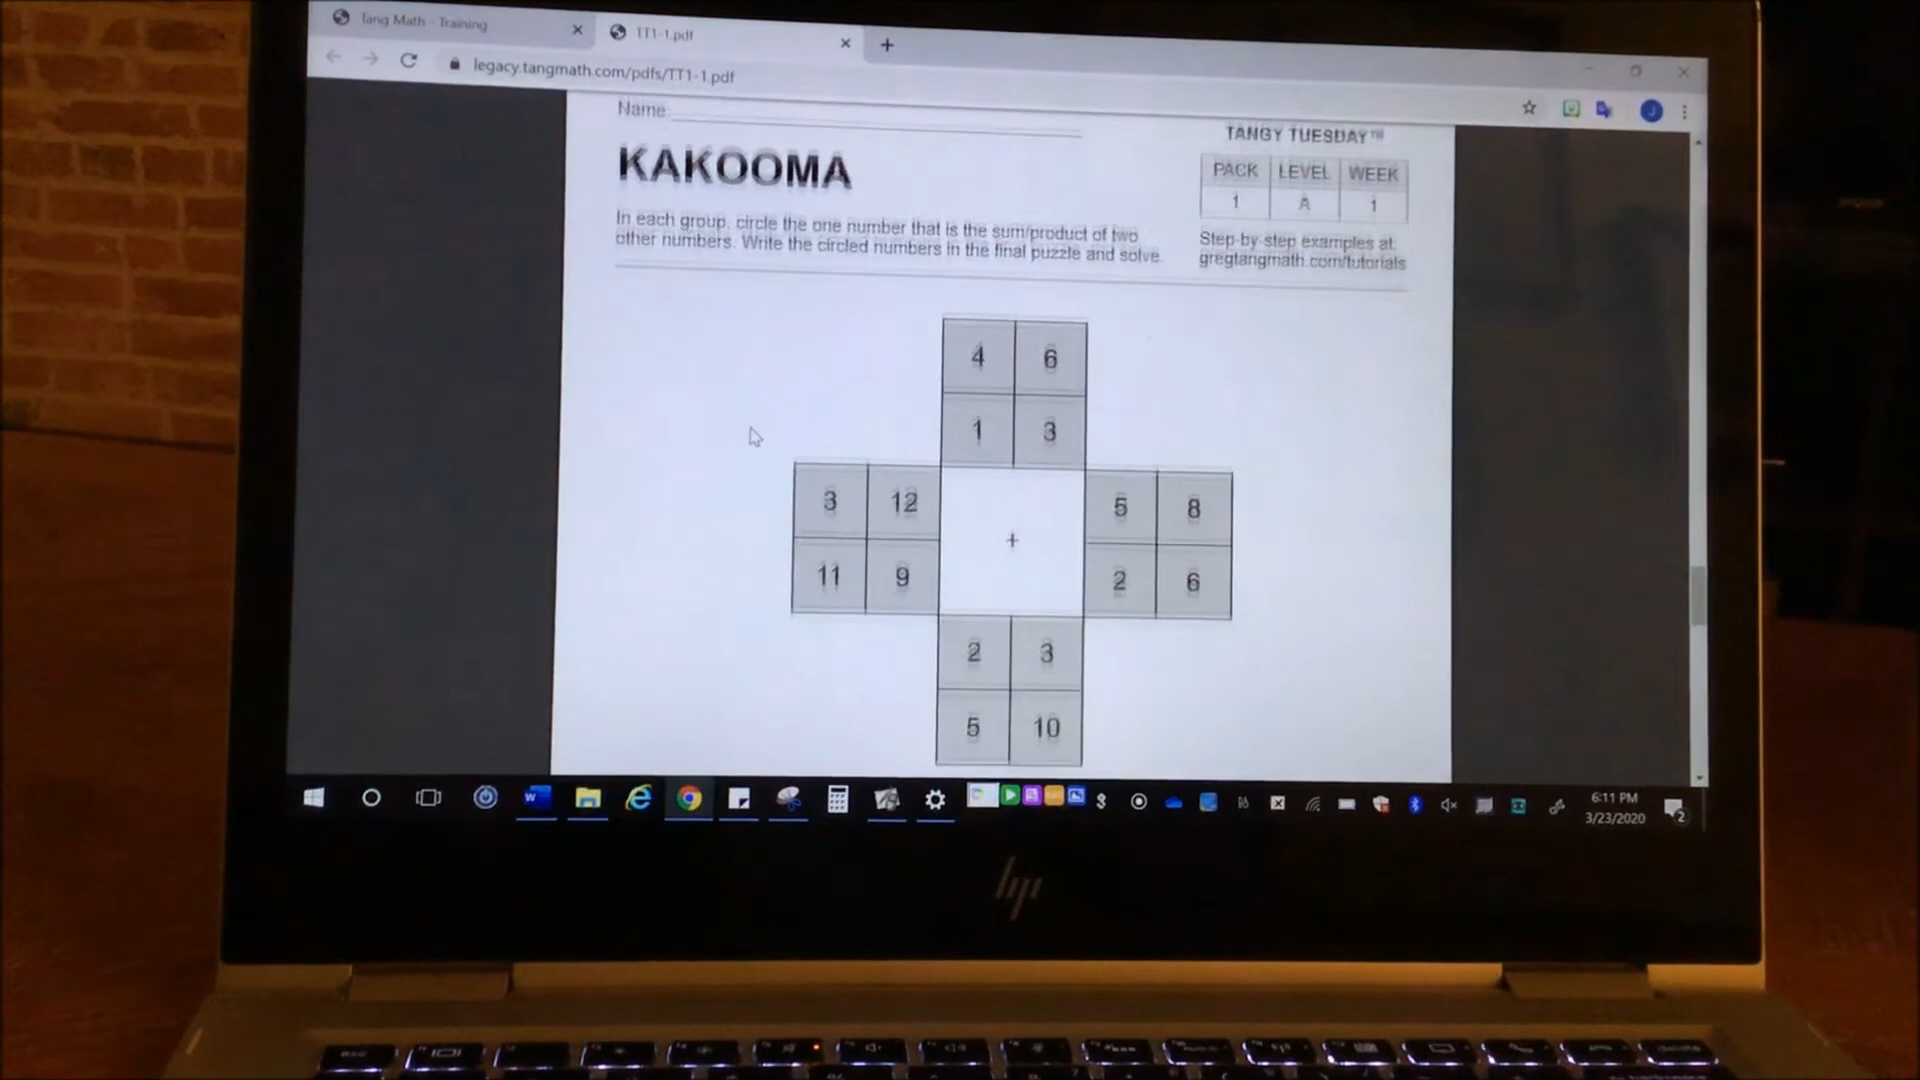 Tang Math - Training
TT1-1.pdf
legacy.tangmath.com/pdfs/TT1-1.pdf
Name
TANGY TUESDAY™
KAKOOMA
PACK LEVEL WEEK
1 A 1
In each group, circle the one number that is the sum/product of two
other numbers. Write the circled numbers in the final puzzle and solve.
Step-by-step examples at:
gregtangmath.com/tutorials
4 6
1 3
3 12
11 9
+
5 8
2 6
2 3
5 10
6:11 PM
3/23/2020
2
hp
esc